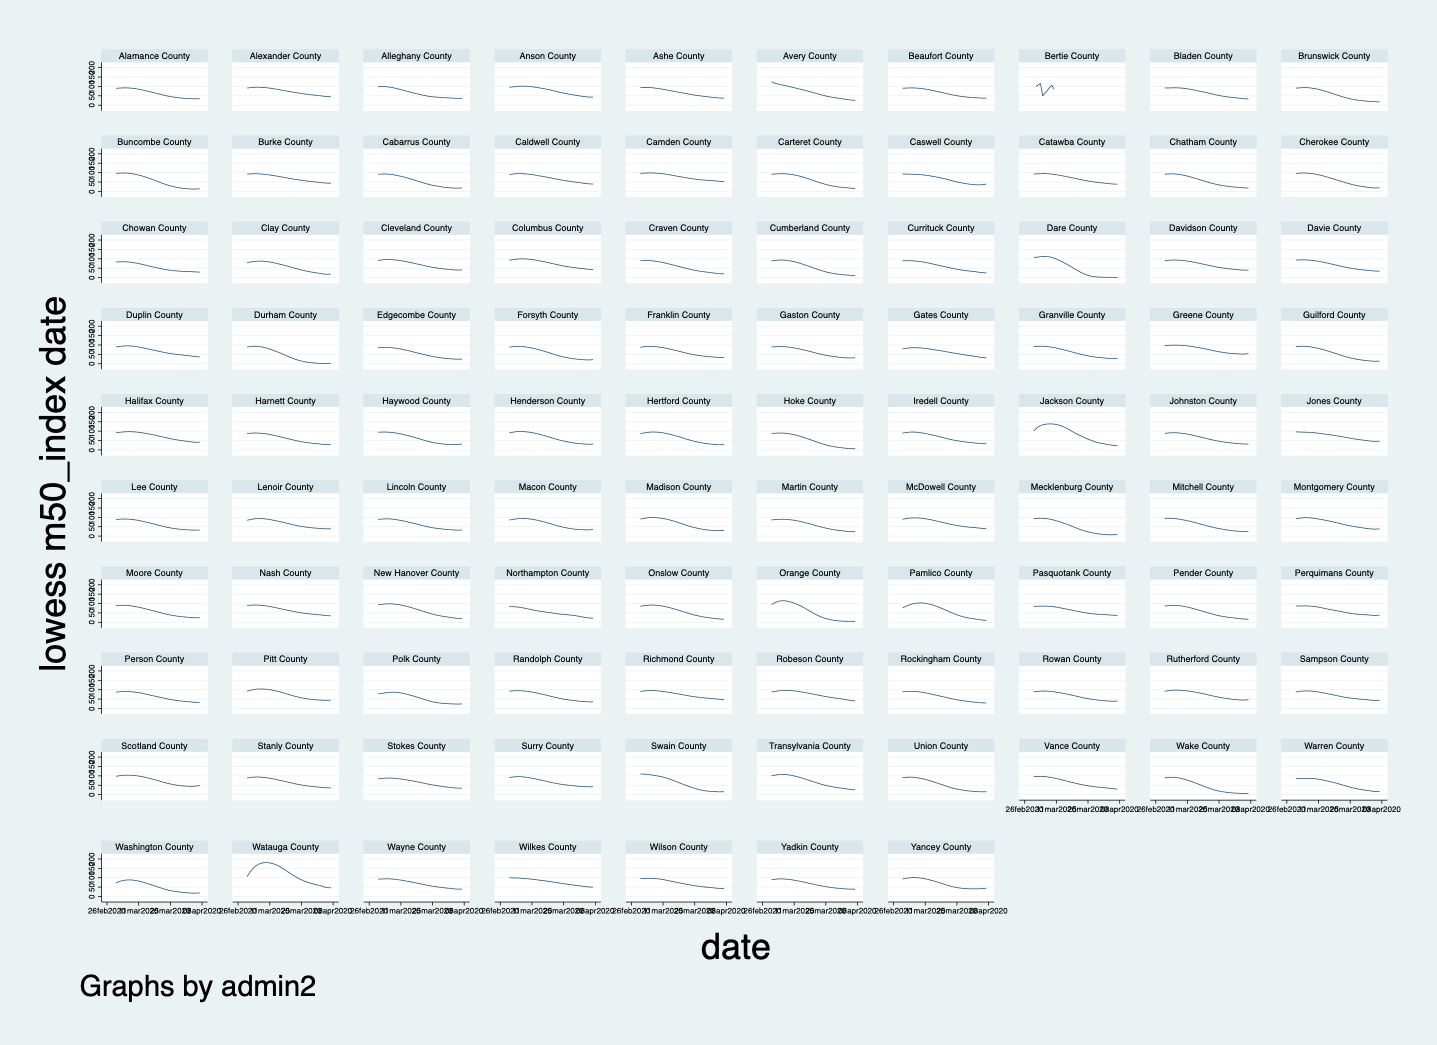 Alamance County Alexander County Alleghany County Anson County Ashe County Avery County Beaufort County Bertie County Bladen County Brunswick County
Buncombe County Burke County Cabarrus County Caldwell County Camden County Carteret County Caswell County Catawba County Chatham County Cherokee County
Chowan County Clay County Cleveland County Columbus County Craven County Cumberland County Currituck County Dare County Davidson County Davie County
Duplin County Durham County Edgecombe County Forsyth County Franklin County Gaston County Gates County Granville County Greene County Guilford County
Halifax County Harnett County Haywood County Henderson County Hertford County Hoke County Iredell County Jackson County Johnston County Jones County
Lee County Lenoir County Lincoln County Macon County Madison County Martin County McDowell County Mecklenburg County Mitchell County Montgomery County
Moore County Nash County New Hanover County Northampton County Onslow County Orange County Pamlico County Pasquotank County Pender County Perquimans County
Person County Pitt County Polk County Randolph County Richmond County Robeson County Rockingham County Rowan County Rutherford County Sampson County
Scotland County Stanly County Stokes County Surry County Swain County Transylvania County Union County Vance County Wake County Warren County
Washington County Watauga County Wayne County Wilkes County Wilson County Yadkin County Yancey County
lowess m50_index date
date
Graphs by admin2